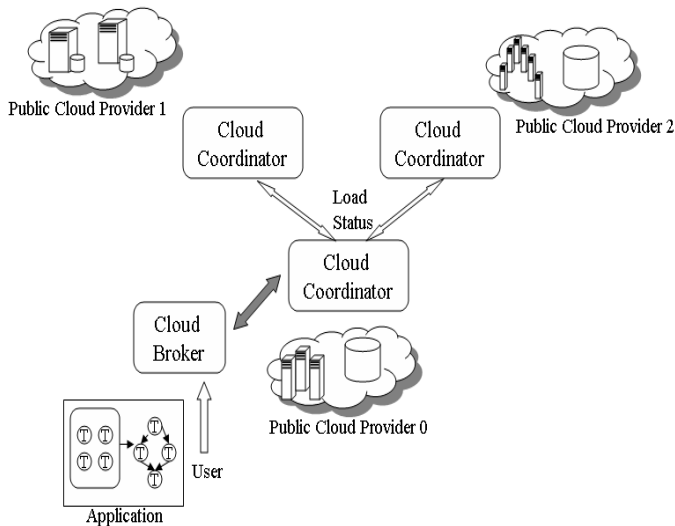 Public Cloud Provider 1
Public Cloud Provider 2
Cloud
Coordinator
Cloud
Coordinator
Load
Status
Cloud
Coordinator
Cloud
Broker
Public Cloud Provider 0
T
T
T
T
T
T
T
T
User
Application